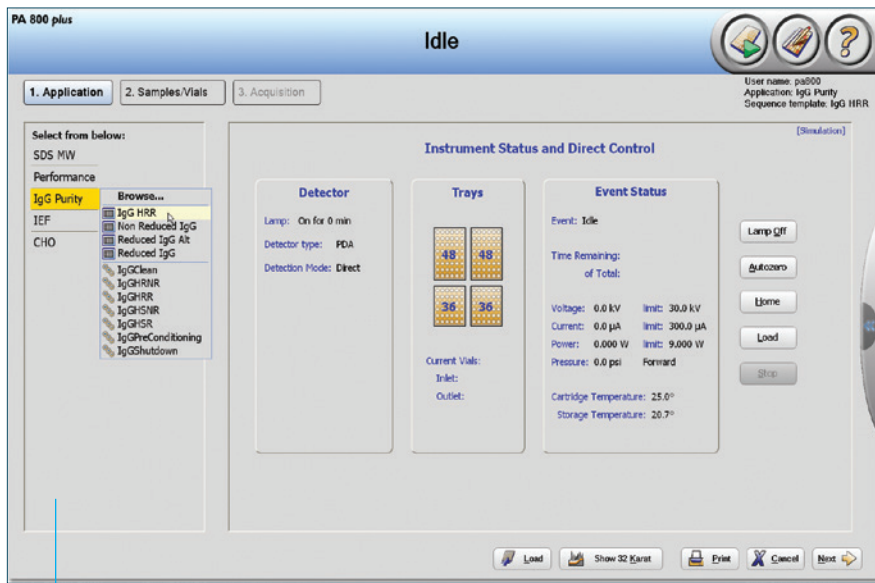 PA 800 plus
Idle
1. Application
2. Samples/Vials
3. Acquisition
User name: pa800
Application: IgG Purity
Sequence template: IgG HRR
Select from below:
SDS MW
Performance
IgG Purity
IEF
CHO
Browse...
IgG HRR
Non Reduced IgG
Reduced IgG Alt
Reduced IgG
IgGClean
IgGHRNR
IgGHRR
IgGHSNR
IgGHSR
IgGPreConditioning
IgGShutdown
[Simulation]
Instrument Status and Direct Control
Detector
Lamp: On for 0 min
Detector type: PDA
Detection Mode: Direct
Trays
48 48
36 36
Current Vials:
Inlet:
Outlet:
Event Status
Event: Idle
Time Remaining:
of Total:
Voltage: 0.0 kV limit: 30.0 kV
Current: 0.0 µA limit: 300.0 µA
Power: 0.000 W limit: 9.000 W
Pressure: 0.0 psi Forward
Cartridge Temperature: 25.0°
Storage Temperature: 20.7°
Lamp Off
Autozero
Home
Load
Stop
Load
Show 32 Karat
Print
Cancel
Next